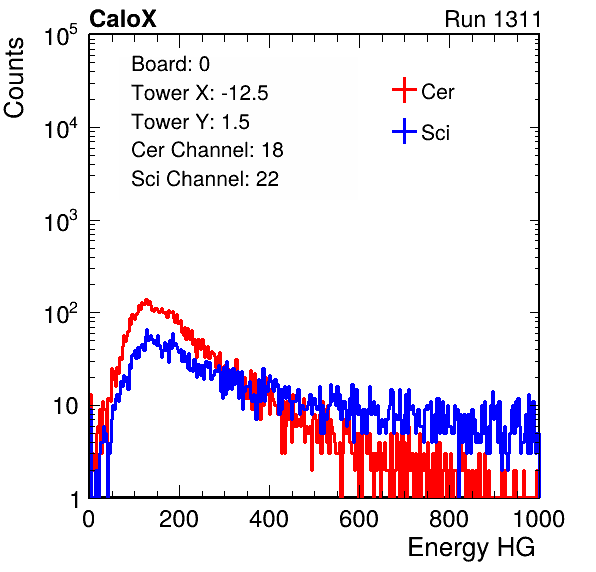 CaloX Run 1311
Counts
10^5
10^4
10^3
10^2
10
1
Board: 0
Tower X: -12.5
Tower Y: 1.5
Cer Channel: 18
Sci Channel: 22
Cer
Sci
0 200 400 600 800 1000
Energy HG